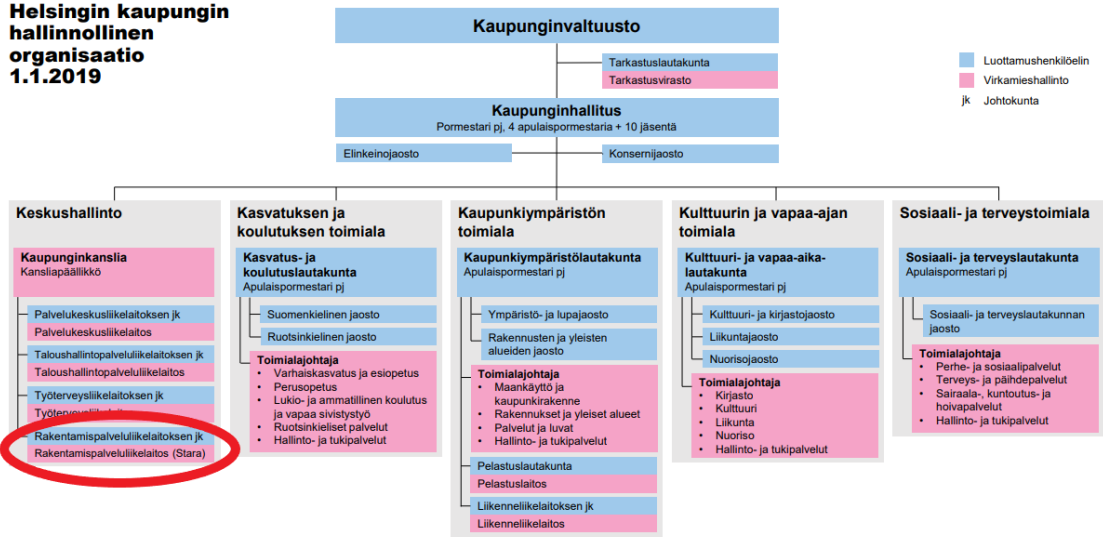 Helsingin kaupungin
hallinnollinen
organisaatio
1.1.2019
Kaupunginvaltuusto
Tarkastuslautakunta
Tarkastusvirasto
Luottamushenkilöelin
Virkamieshallinto
jk Johtokunta
Kaupunginhallitus
Pormestari pj, 4 apulaispormestaria + 10 jäsentä
Elinkeinojaosto
Konsernijaosto
Keskushallinto
Kaupunginkanslia
Kansliapäällikkö
Palvelukeskusliikelaitoksen jk
Palvelukeskusliikelaitos
Taloushallintopalveluliikelaitoksen jk
Taloushallintopalveluliikelaitos
Työterveysliikelaitoksen jk
Työterveysliikelaitos
Rakentamispalveluliikelaitoksen jk
Rakentamispalveluliikelaitos (Stara)
Kasvatuksen ja
koulutuksen toimiala
Kasvatus- ja
koulutuslautakunta
Apulaispormestari pj
Suomenkielinen jaosto
Ruotsinkielinen jaosto
Toimialajohtaja
• Varhaiskasvatus ja esiopetus
• Perusopetus
• Lukio- ja ammatillinen koulutus
ja vapaa sivistystyö
• Ruotsinkieliset palvelut
• Hallinto- ja tukipalvelut
Kaupunkiympäristön
toimiala
Kaupunkiympäristölautakunta
Apulaispormestari pj
Ympäristö- ja lupajaosto
Rakennusten ja yleisten
alueiden jaosto
Toimialajohtaja
• Maankäyttö ja
kaupunkirakenne
• Rakennukset ja yleiset alueet
• Palvelut ja luvat
• Hallinto- ja tukipalvelut
Pelastuslautakunta
Pelastuslaitos
Liikenneliikelaitoksen jk
Liikenneliikelaitos
Kulttuurin ja vapaa-ajan
toimiala
Kulttuuri- ja vapaa-aika-
lautakunta
Apulaispormestari pj
Kulttuuri- ja kirjastojaosto
Liikuntajaosto
Nuorisojaosto
Toimialajohtaja
• Kirjasto
• Kulttuuri
• Liikunta
• Nuoriso
• Hallinto- ja tukipalvelut
Sosiaali- ja terveystoimiala
Sosiaali- ja terveyslautakunta
Apulaispormestari pj
Sosiaali- ja terveyslautakunnan
jaosto
Toimialajohtaja
• Perhe- ja sosiaalipalvelut
• Terveys- ja päihdepalvelut
• Sairaala-, kuntoutus- ja
hoivapalvelut
• Hallinto- ja tukipalvelut